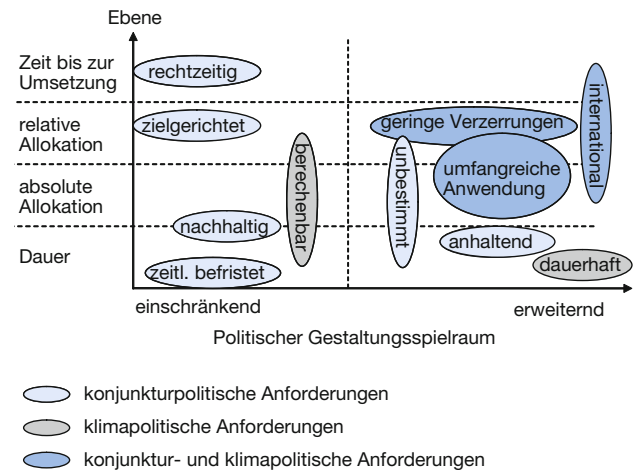 Ebene
Zeit bis zur
Umsetzung
rechtzeitig
international
relative
Allokation
zielgerichtet
geringe Verzerrungen
berechenbar
unbestimmt
umfangreiche
Anwendung
absolute
Allokation
nachhaltig
anhaltend
Dauer
zeitl. befristet
dauerhaft
einschränkend
erweiternd
Politischer Gestaltungsspielraum
konjunkturpolitische Anforderungen
klimapolitische Anforderungen
konjunktur- und klimapolitische Anforderungen